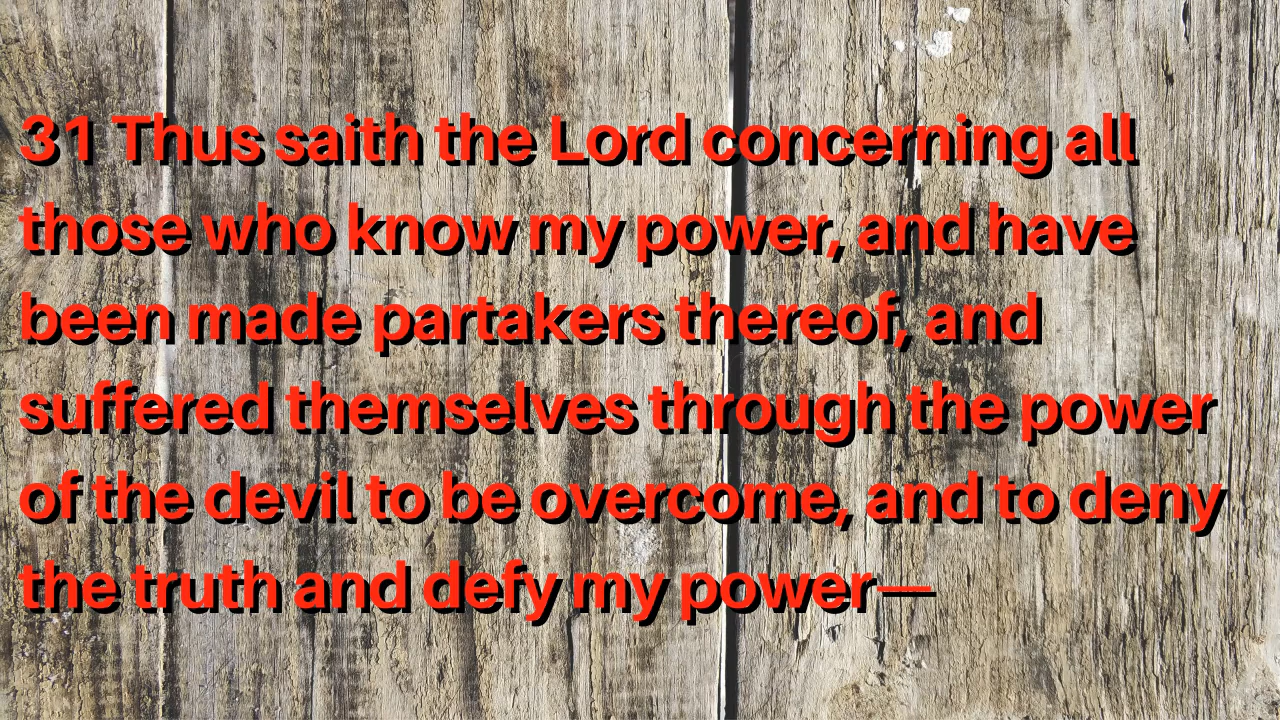 31 Thus saith the Lord concerning all
those who know my power, and have
been made partakers thereof, and
suffered themselves through the power
of the devil to be overcome, and to deny
the truth and defy my power—